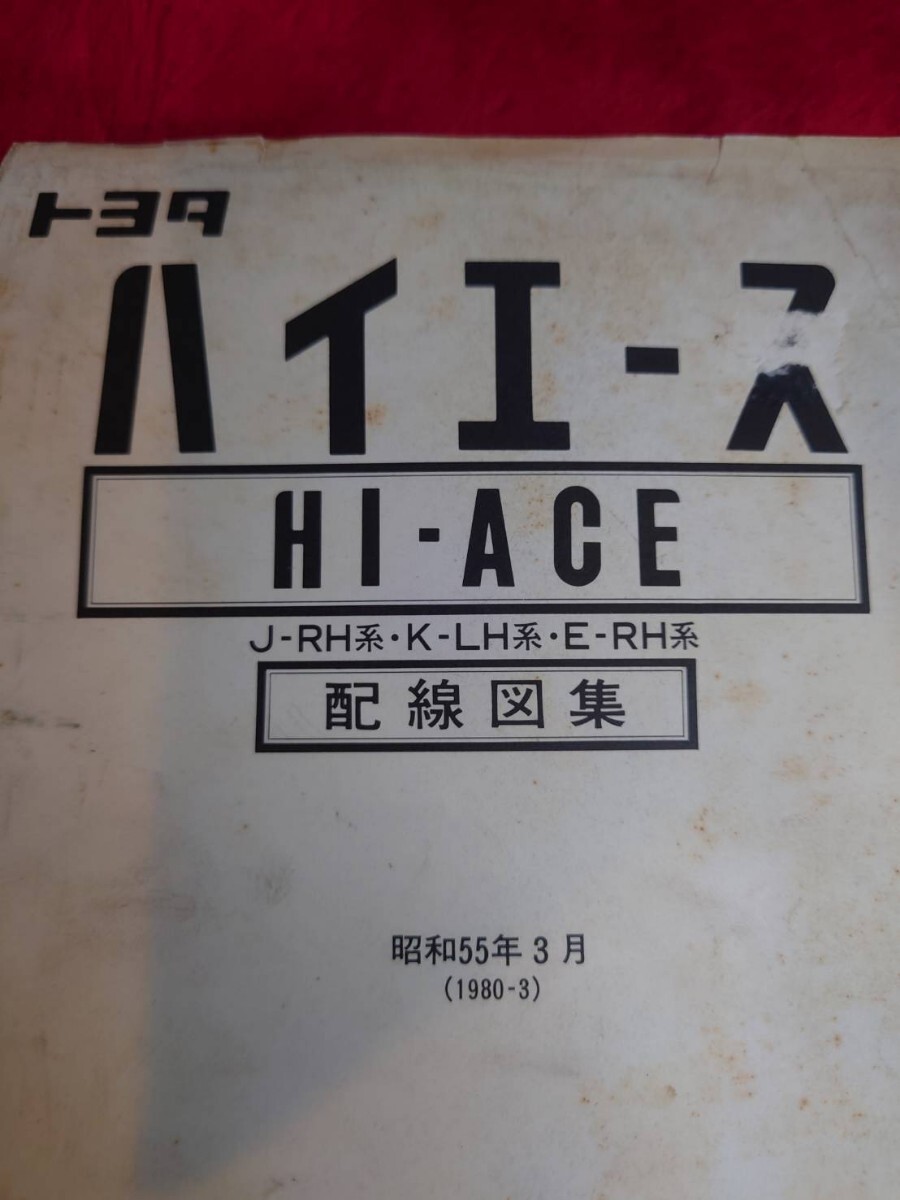 トヨタ
ハイエース
HI-ACE
J-RH系・K-LH系・E-RH系
配線図集
昭和55年3月
(1980-3)